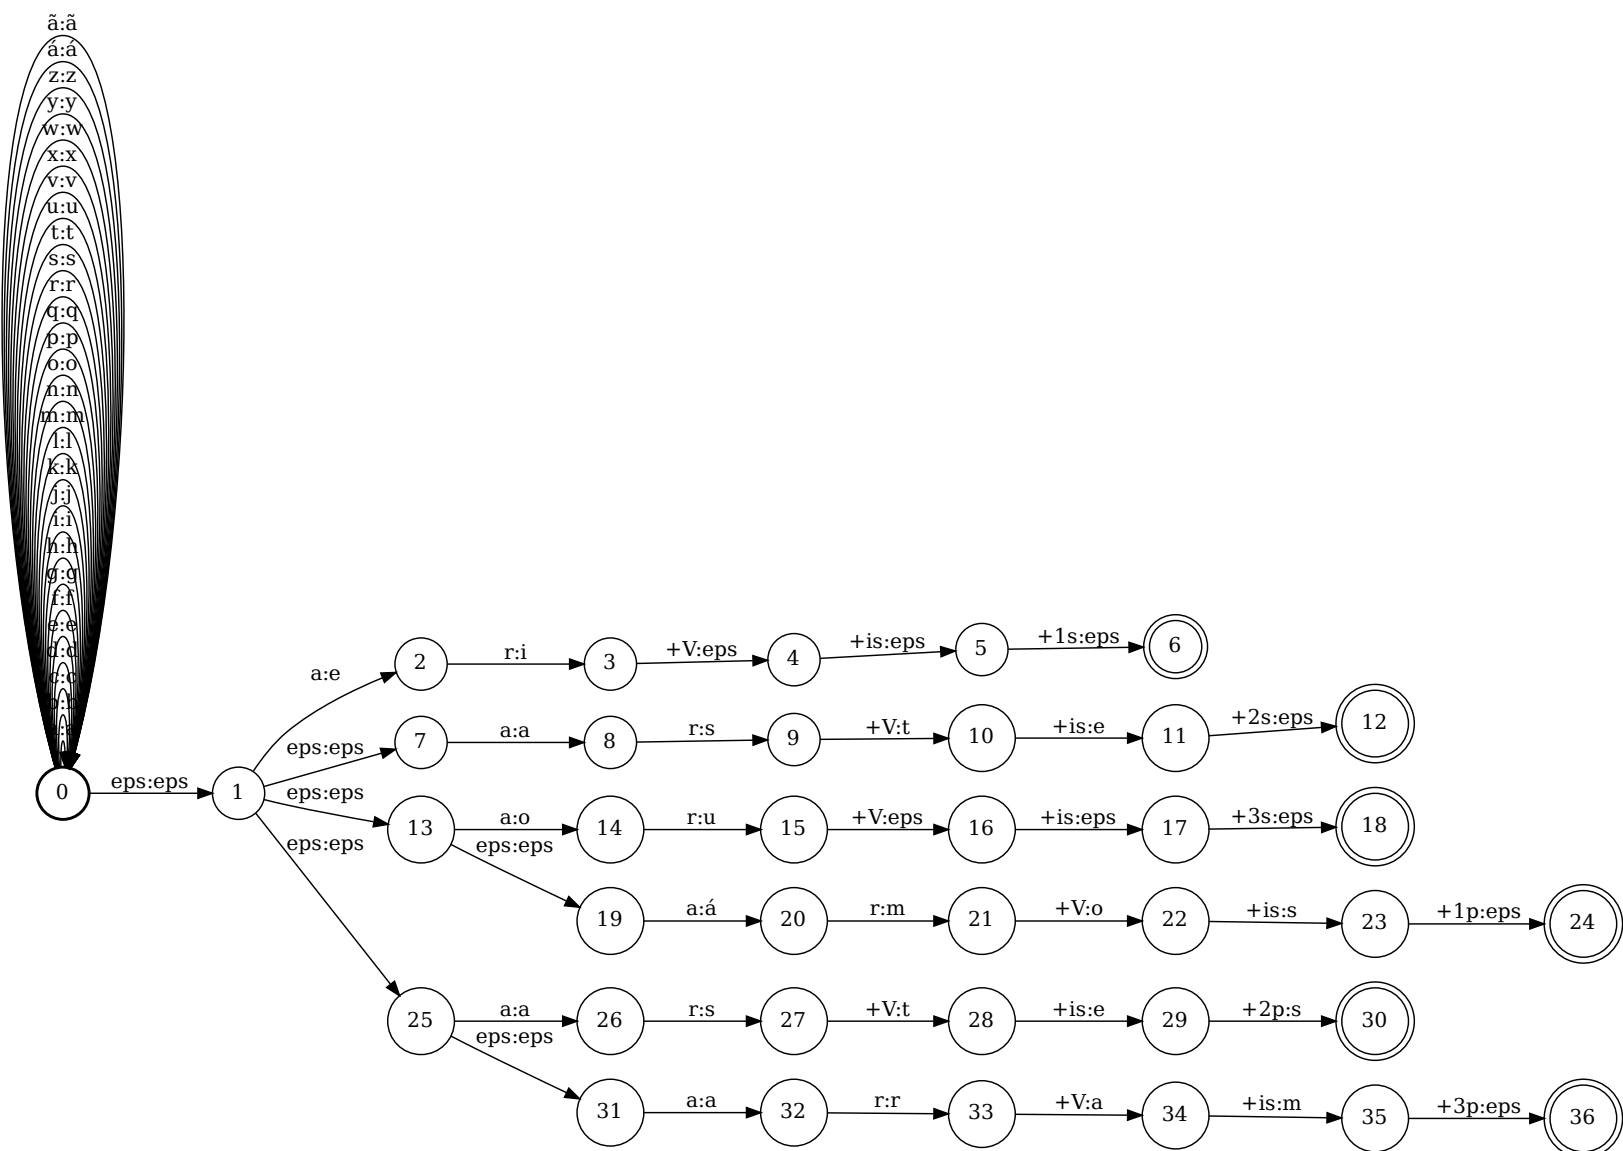 ã:ã
á:á
z:z
y:y
w:w
x:x
v:v
u:u
t:t
s:s
r:r
q:q
p:p
o:o
n:n
m:m
l:l
k:k
j:j
i:i
h:h
g:g
f:f
e:e
d:d
c:c
b:b
0 eps:eps 1
a:e 2 r:i 3 +V:eps 4 +is:eps 5 +1s:eps 6
eps:eps 7 a:a 8 r:s 9 +V:t 10 +is:e 11 +2s:eps 12
eps:eps 13 a:o 14 r:u 15 +V:eps 16 +is:eps 17 +3s:eps 18
eps:eps 19 a:á 20 r:m 21 +V:o 22 +is:s 23 +1p:eps 24
eps:eps 25 a:a 26 r:s 27 +V:t 28 +is:e 29 +2p:s 30
eps:eps 31 a:a 32 r:r 33 +V:a 34 +is:m 35 +3p:eps 36